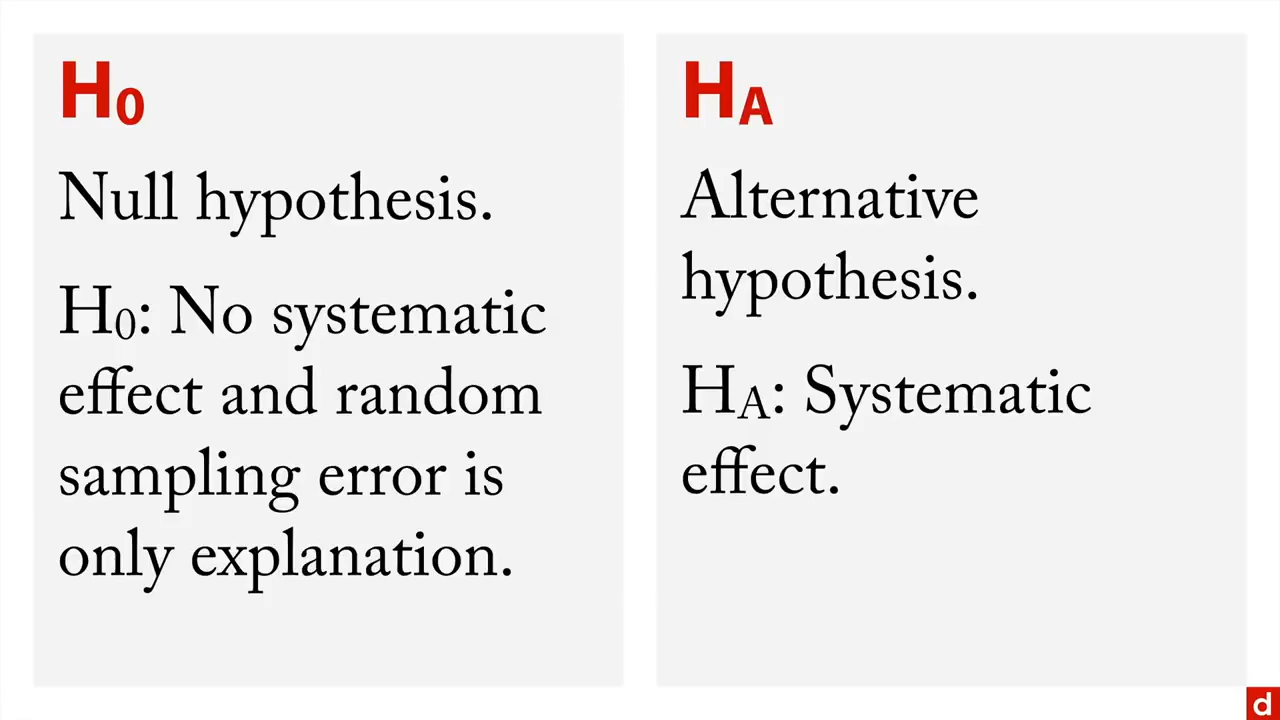 H0
Null hypothesis.
H0: No systematic
effect and random
sampling error is
only explanation.
HA
Alternative
hypothesis.
HA: Systematic
effect.
d